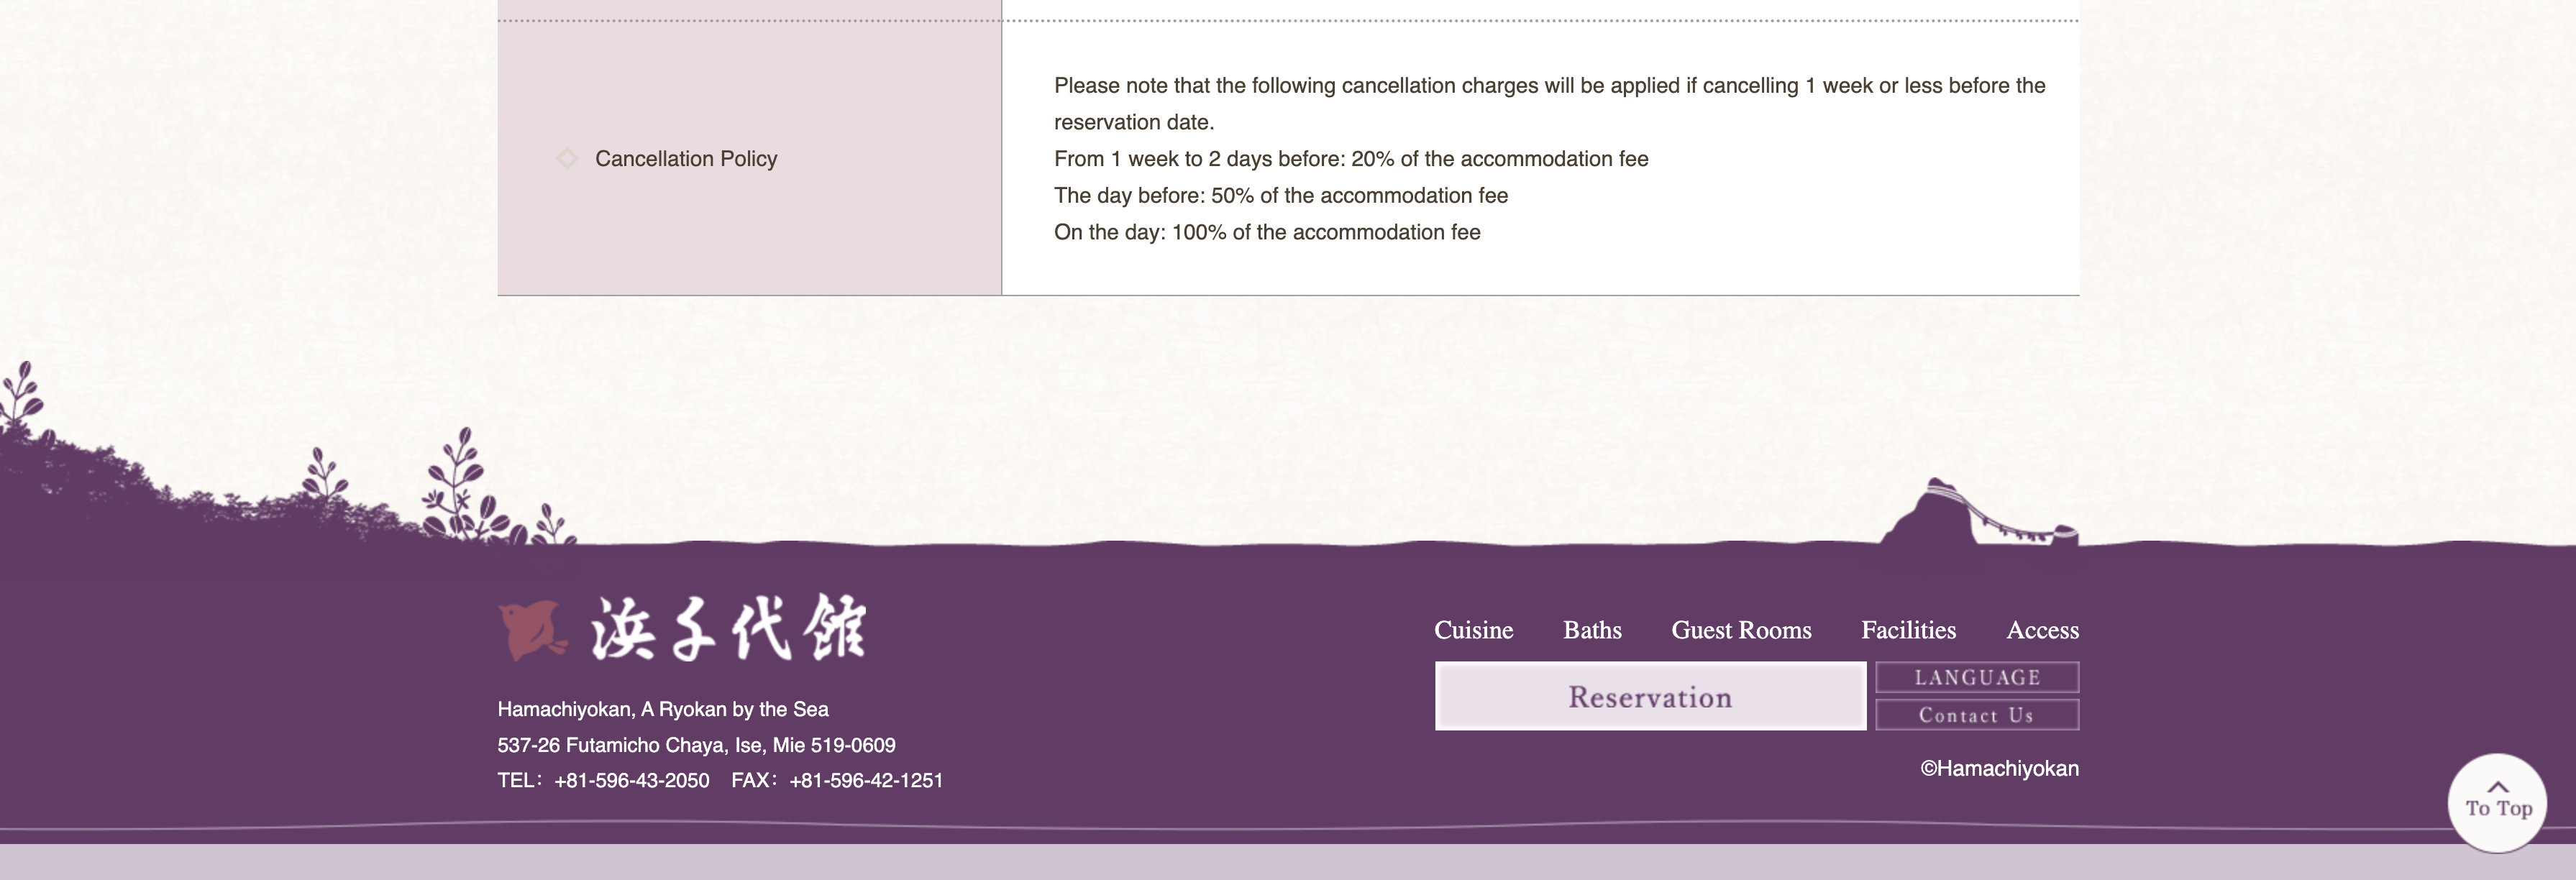 Please note that the following cancellation charges will be applied if cancelling 1 week or less before the
reservation date.
Cancellation Policy
From 1 week to 2 days before: 20% of the accommodation fee
The day before: 50% of the accommodation fee
On the day: 100% of the accommodation fee
浜千代館
Hamachiyokan, A Ryokan by the Sea
537-26 Futamicho Chaya, Ise, Mie 519-0609
TEL：+81-596-43-2050 FAX：+81-596-42-1251
Cuisine Baths Guest Rooms Facilities Access
Reservation
LANGUAGE
Contact Us
©Hamachiyokan
To Top